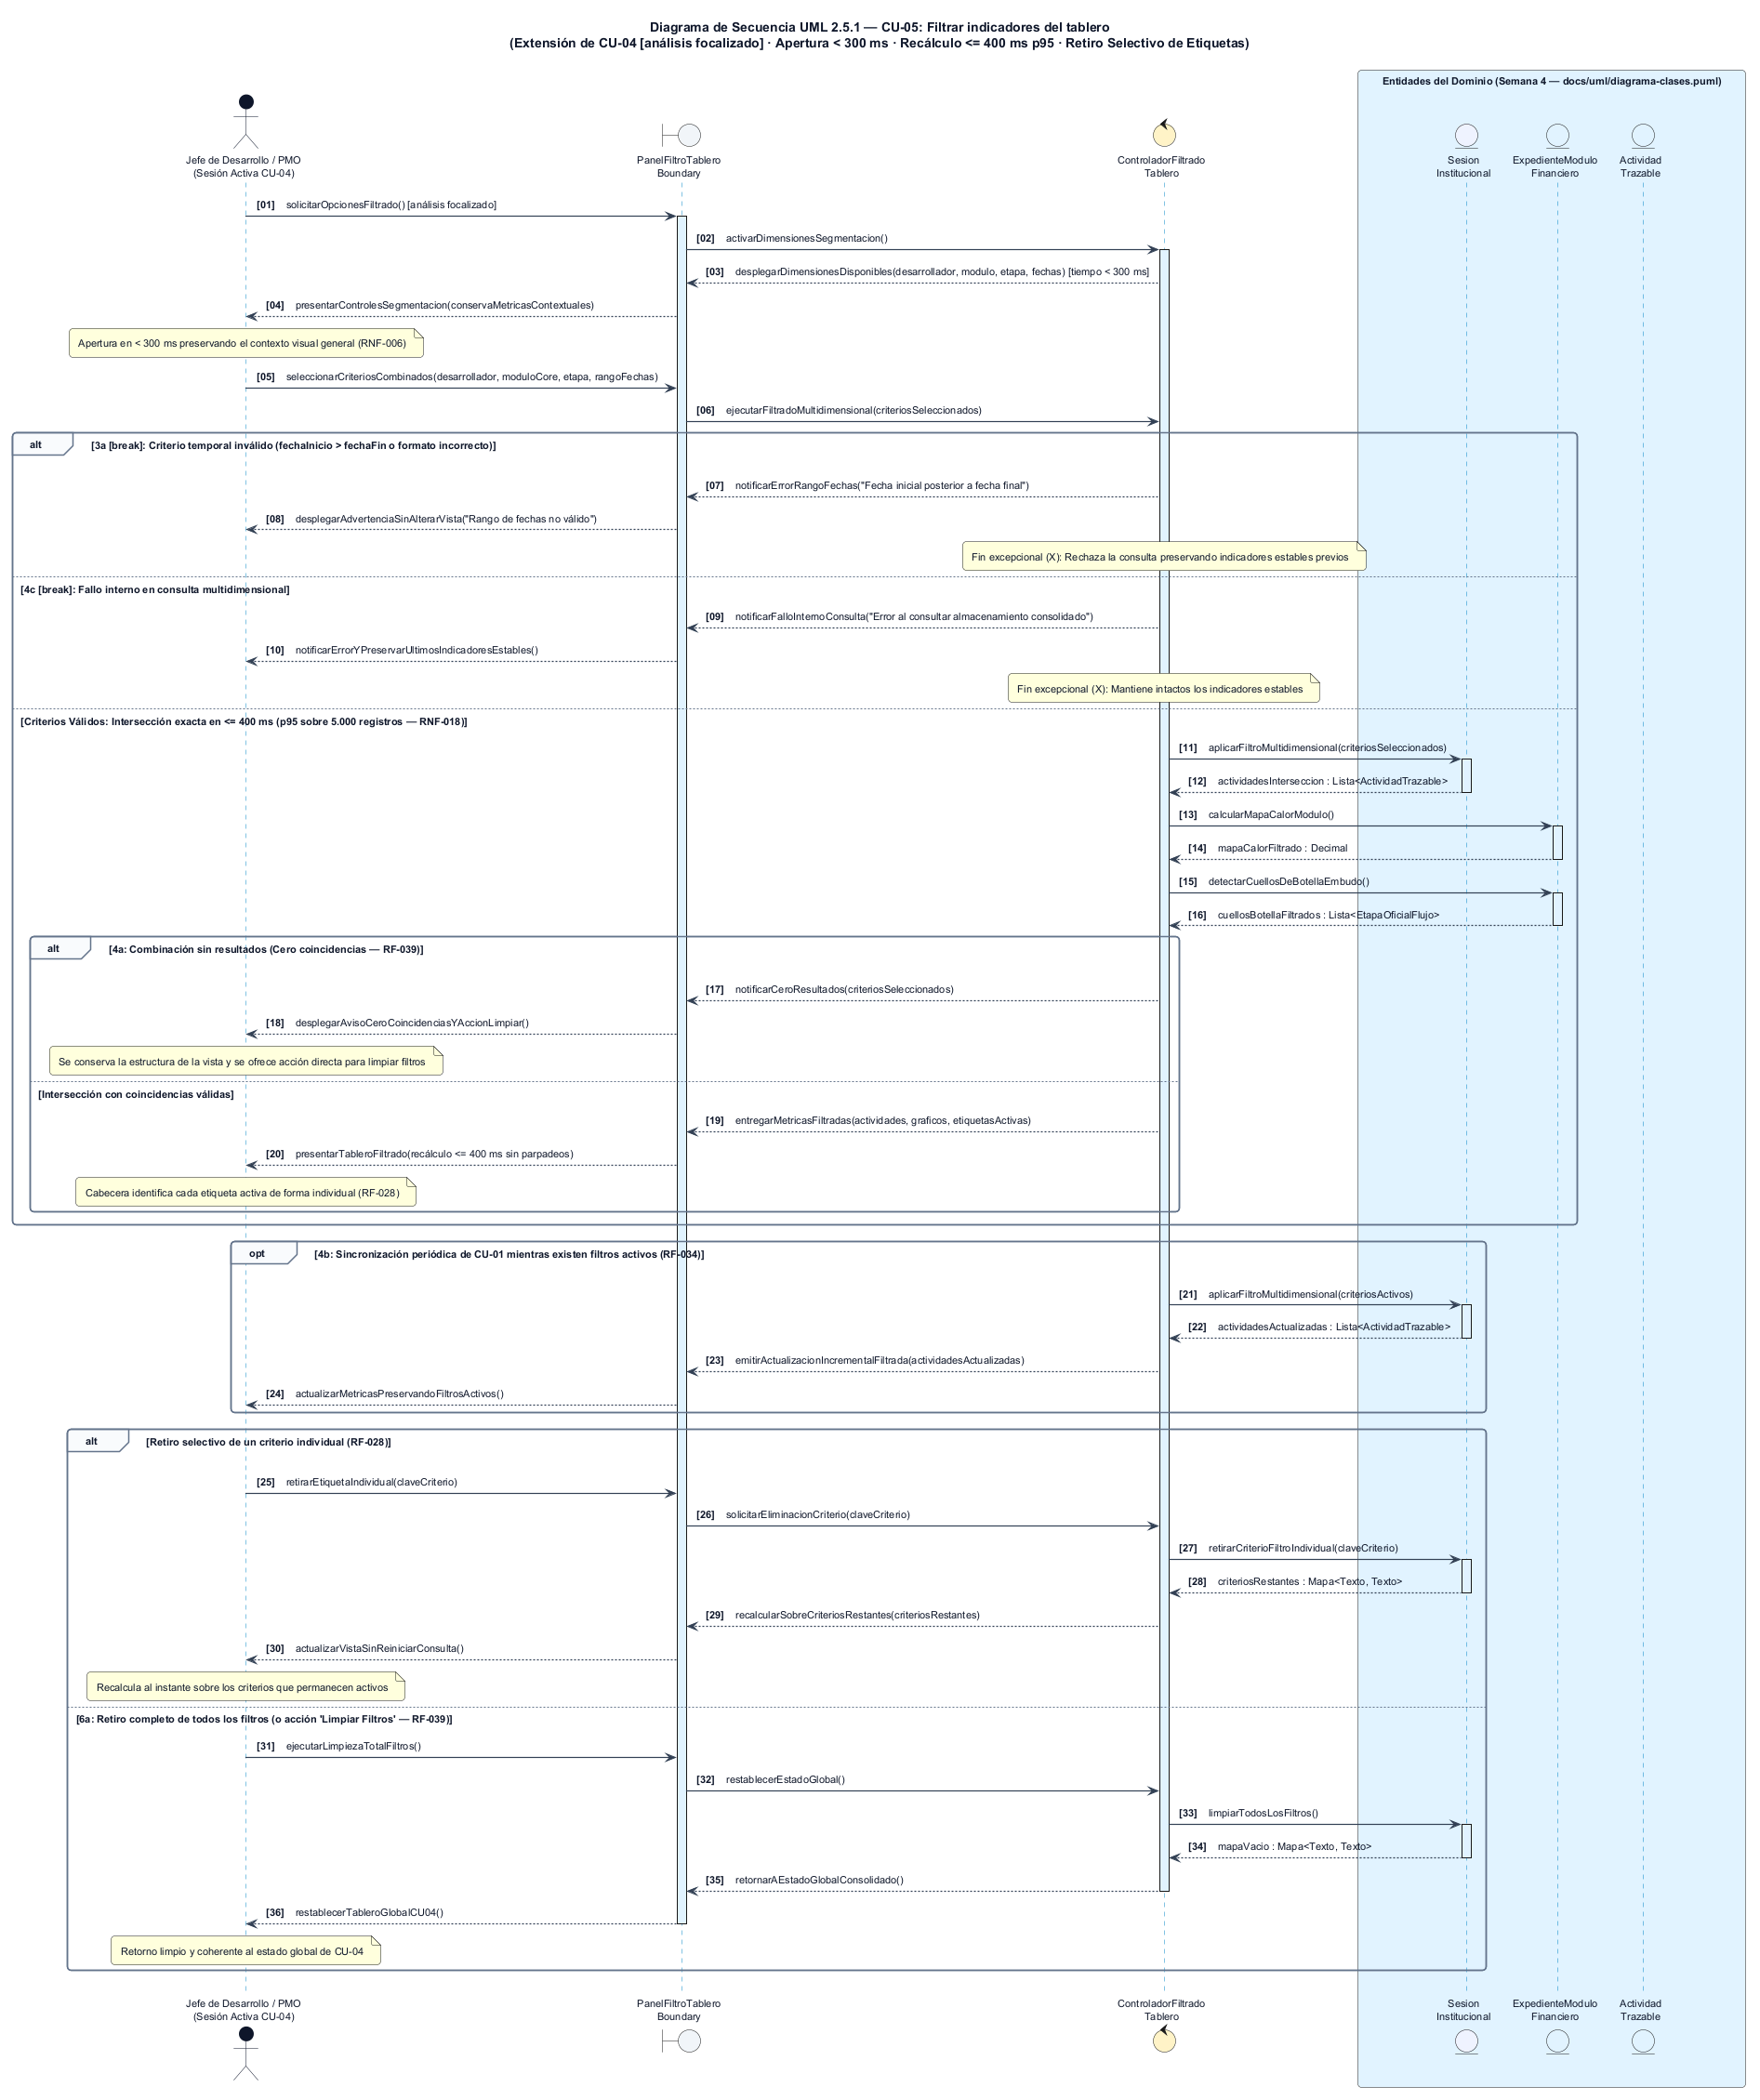 Diagrama de Secuencia UML 2.5.1 — CU-05: Filtrar indicadores del tablero
(Extensión de CU-04 [análisis focalizado] · Apertura < 300 ms · Recálculo <= 400 ms p95 · Retiro Selectivo de Etiquetas)
Entidades del Dominio (Semana 4 — docs/uml/diagrama-clases.puml)
Jefe de Desarrollo / PMO
(Sesión Activa CU-04)
PanelFiltroTablero
Boundary
ControladorFiltrado
Tablero
Sesion
Institucional
ExpedienteModulo
Financiero
Actividad
Trazable
[01] solicitarOpcionesFiltrado() [análisis focalizado]
[02] activarDimensionesSegmentacion()
[03] desplegarDimensionesDisponibles(desarrollador, modulo, etapa, fechas) [tiempo < 300 ms]
[04] presentarControlesSegmentacion(conservaMetricasContextuales)
Apertura en < 300 ms preservando el contexto visual general (RNF-006)
[05] seleccionarCriteriosCombinados(desarrollador, moduloCore, etapa, rangoFechas)
[06] ejecutarFiltradoMultidimensional(criteriosSeleccionados)
alt [3a [break]: Criterio temporal inválido (fechaInicio > fechaFin o formato incorrecto)]
[07] notificarErrorRangoFechas("Fecha inicial posterior a fecha final")
[08] desplegarAdvertenciaSinAlterarVista("Rango de fechas no válido")
Fin excepcional (X): Rechaza la consulta preservando indicadores estables previos
[4c [break]: Fallo interno en consulta multidimensional]
[09] notificarFalloInternoConsulta("Error al consultar almacenamiento consolidado")
[10] notificarErrorYPreservarUltimosIndicadoresEstables()
Fin excepcional (X): Mantiene intactos los indicadores estables
[Criterios Válidos: Intersección exacta en <= 400 ms (p95 sobre 5.000 registros — RNF-018)]
[11] aplicarFiltroMultidimensional(criteriosSeleccionados)
[12] actividadesInterseccion : Lista<ActividadTrazable>
[13] calcularMapaCalorModulo()
[14] mapaCalorFiltrado : Decimal
[15] detectarCuellosDeBotellaEmbudo()
[16] cuellosBotellaFiltrados : Lista<EtapaOficialFlujo>
alt [4a: Combinación sin resultados (Cero coincidencias — RF-039)]
[17] notificarCeroResultados(criteriosSeleccionados)
[18] desplegarAvisoCeroCoincidenciasYAccionLimpiar()
Se conserva la estructura de la vista y se ofrece acción directa para limpiar filtros
[Intersección con coincidencias válidas]
[19] entregarMetricasFiltradas(actividades, graficos, etiquetasActivas)
[20] presentarTableroFiltrado(recálculo <= 400 ms sin parpadeos)
Cabecera identifica cada etiqueta activa de forma individual (RF-028)
opt [4b: Sincronización periódica de CU-01 mientras existen filtros activos (RF-034)]
[21] aplicarFiltroMultidimensional(criteriosActivos)
[22] actividadesActualizadas : Lista<ActividadTrazable>
[23] emitirActualizacionIncrementalFiltrada(actividadesActualizadas)
[24] actualizarMetricasPreservandoFiltrosActivos()
alt [Retiro selectivo de un criterio individual (RF-028)]
[25] retirarEtiquetaIndividual(claveCriterio)
[26] solicitarEliminacionCriterio(claveCriterio)
[27] retirarCriterioFiltroIndividual(claveCriterio)
[28] criteriosRestantes : Mapa<Texto, Texto>
[29] recalcularSobreCriteriosRestantes(criteriosRestantes)
[30] actualizarVistaSinReiniciarConsulta()
Recalcula al instante sobre los criterios que permanecen activos
[6a: Retiro completo de todos los filtros (o acción 'Limpiar Filtros' — RF-039)]
[31] ejecutarLimpiezaTotalFiltros()
[32] restablecerEstadoGlobal()
[33] limpiarTodosLosFiltros()
[34] mapaVacio : Mapa<Texto, Texto>
[35] retornarAEstadoGlobalConsolidado()
[36] restablecerTableroGlobalCU04()
Retorno limpio y coherente al estado global de CU-04
Jefe de Desarrollo / PMO
(Sesión Activa CU-04)
PanelFiltroTablero
Boundary
ControladorFiltrado
Tablero
Sesion
Institucional
ExpedienteModulo
Financiero
Actividad
Trazable